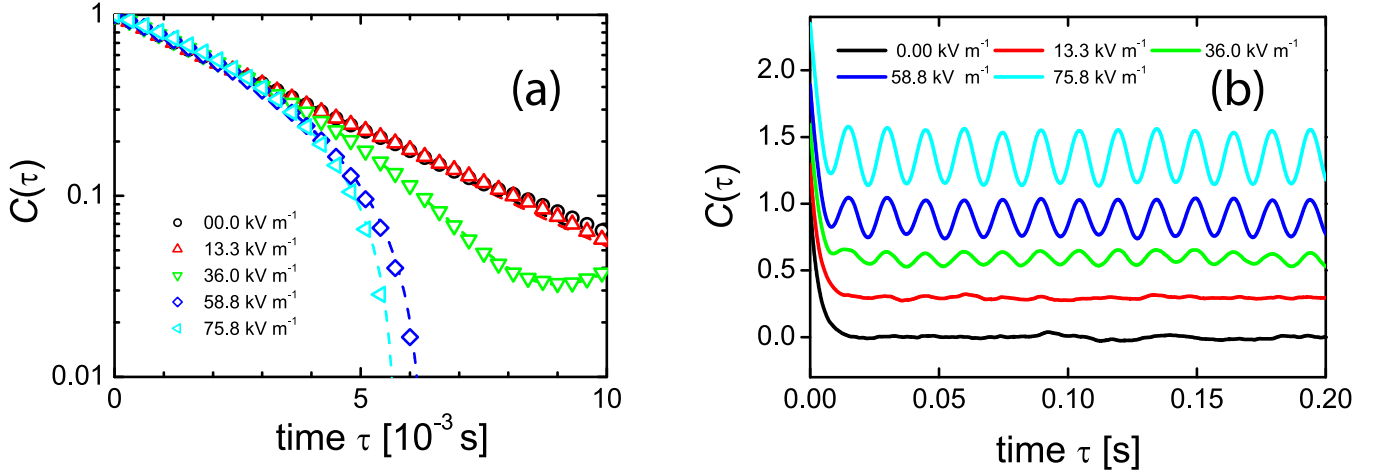 1
0.1
0.01
C(τ)
(a)
00.0 kV m⁻¹
13.3 kV m⁻¹
36.0 kV m⁻¹
58.8 kV m⁻¹
75.8 kV m⁻¹
0
5
10
time τ [10⁻³ s]
2.0
1.5
1.0
0.5
0.0
C(τ)
0.00 kV m⁻¹ 13.3 kV m⁻¹ 36.0 kV m⁻¹
58.8 kV m⁻¹ 75.8 kV m⁻¹
(b)
0.00 0.05 0.10 0.15 0.20
time τ [s]